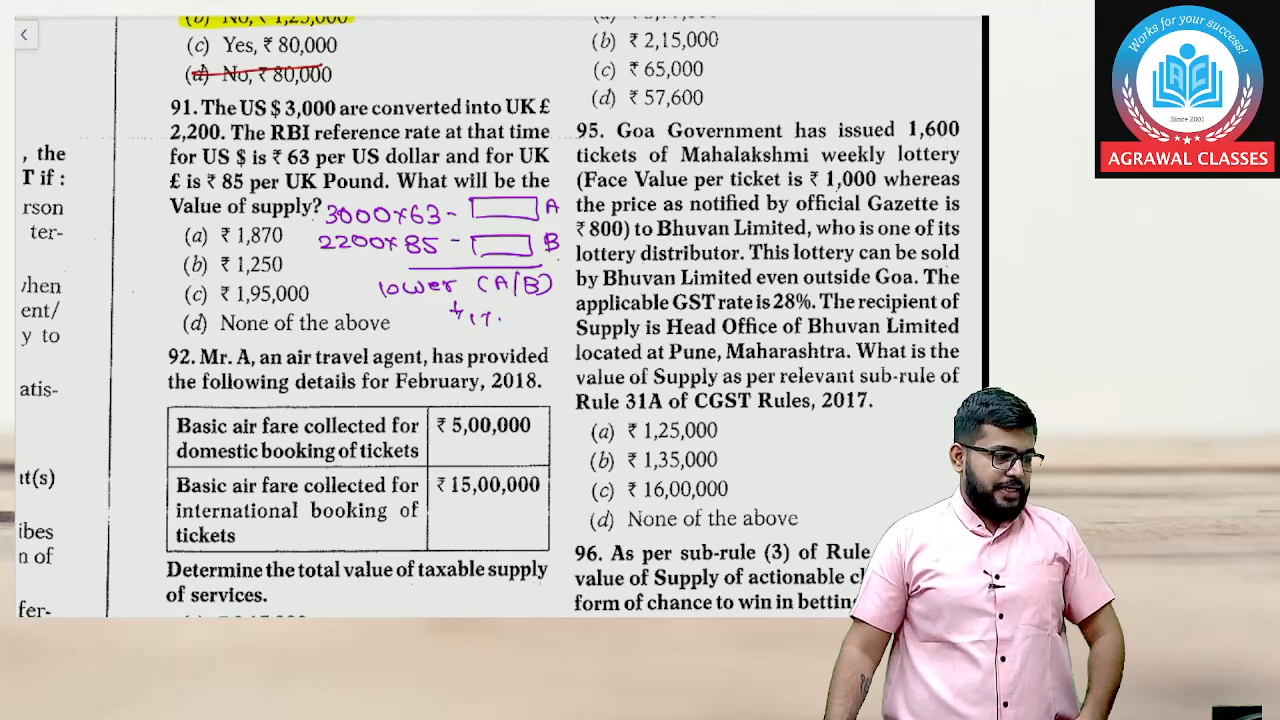 (b) No, ₹ 1,25,000
(c) Yes, ₹ 80,000
(d) No, ₹ 80,000
91. The US $ 3,000 are converted into UK £
2,200. The RBI reference rate at that time
for US $ is ₹ 63 per US dollar and for UK
£ is ₹ 85 per UK Pound. What will be the
Value of supply?
3000×63 - A
(a) ₹ 1,870
2200×85 - B
(b) ₹ 1,250
lower (A/B)
(c) ₹ 1,95,000
(d) None of the above
92. Mr. A, an air travel agent, has provided
the following details for February, 2018.
Basic air fare collected for
domestic booking of tickets
₹ 5,00,000
Basic air fare collected for
international booking of
tickets
₹ 15,00,000
Determine the total value of taxable supply
of services.
(b) ₹ 2,15,000
(c) ₹ 65,000
(d) ₹ 57,600
95. Goa Government has issued 1,600
tickets of Mahalakshmi weekly lottery
(Face Value per ticket is ₹ 1,000 whereas
the price as notified by official Gazette is
₹ 800) to Bhuvan Limited, who is one of its
lottery distributor. This lottery can be sold
by Bhuvan Limited even outside Goa. The
applicable GST rate is 28%. The recipient of
Supply is Head Office of Bhuvan Limited
located at Pune, Maharashtra. What is the
value of Supply as per relevant sub-rule of
Rule 31A of CGST Rules, 2017.
(a) ₹ 1,25,000
(b) ₹ 1,35,000
(c) ₹ 16,00,000
(d) None of the above
96. As per sub-rule (3) of Rule
value of Supply of actionable
form of chance to win in betting
, the
T if :
rson
ter-
ent/
y to
atis-
n of
Works for your success!
AC
Since 2001
AGRAWAL CLASSES